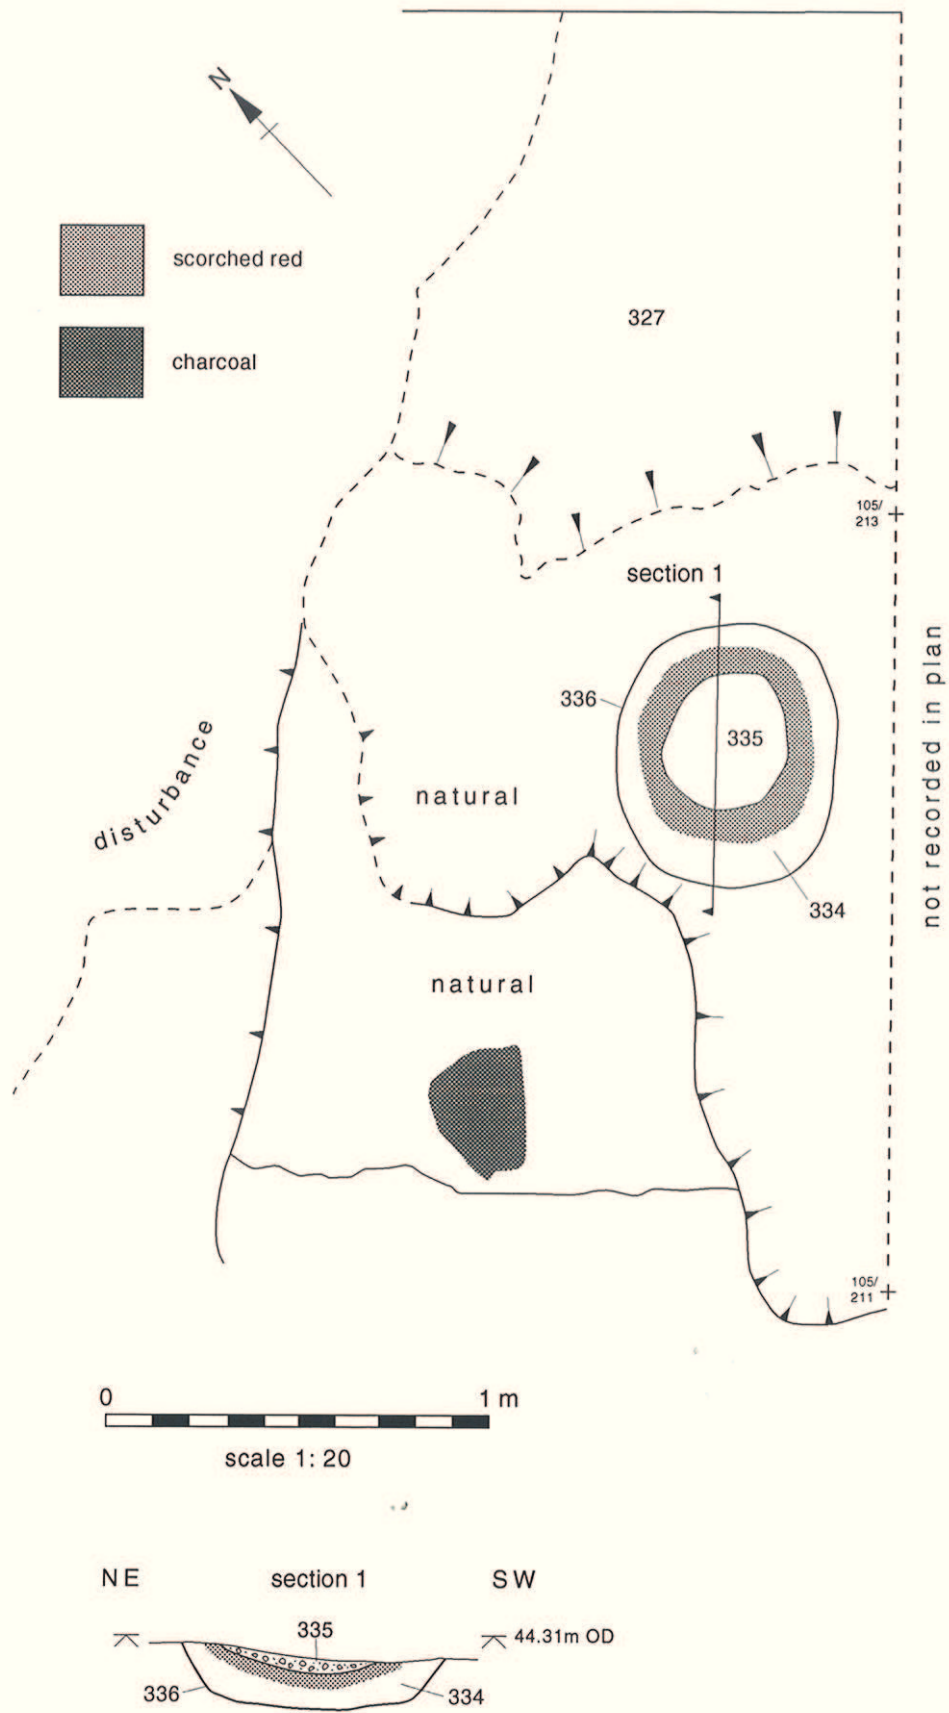 N
scorched red
charcoal
327
105/
213
section 1
336
335
334
natural
disturbance
natural
not recorded in plan
105/
211
0 1 m
scale 1: 20
NE section 1 SW
335
44.31m OD
336
334